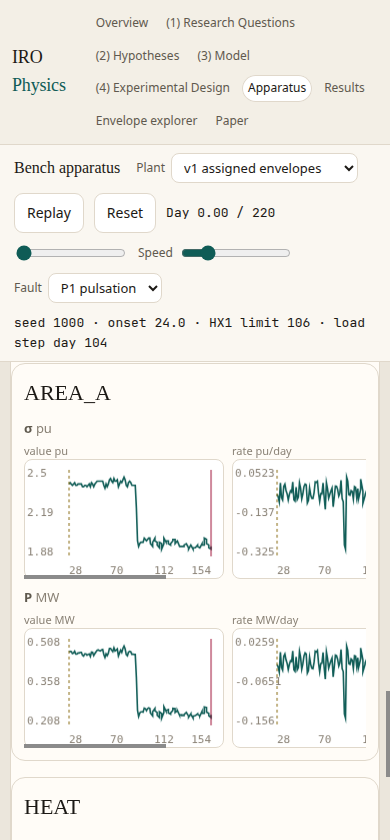 IRO
Physics
Overview (1) Research Questions
(2) Hypotheses (3) Model
(4) Experimental Design Apparatus Results
Envelope explorer Paper
Bench apparatus Plant v1 assigned envelopes
Replay Reset Day 0.00 / 220
Speed
Fault P1 pulsation
seed 1000 · onset 24.0 · HX1 limit 106 · load
step day 104
AREA_A
σ pu
value pu rate pu/day
2.5
2.19
1.88
28 70 112 154
0.0523
-0.137
-0.325
28 70 1
P MW
value MW rate MW/day
0.508
0.358
0.208
28 70 112 154
0.0259
-0.0651
-0.156
28 70 1
HEAT